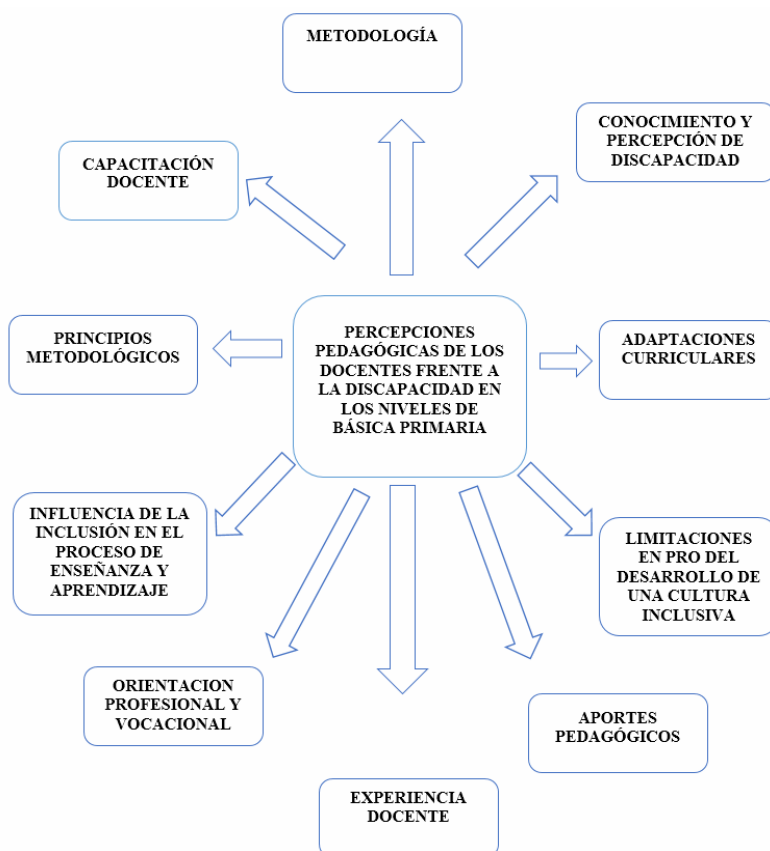 METODOLOGÍA
CONOCIMIENTO Y
PERCEPCIÓN DE
DISCAPACIDAD
CAPACITACIÓN
DOCENTE
PRINCIPIOS
METODOLÓGICOS
PERCEPCIONES
PEDAGÓGICAS DE LOS
DOCENTES FRENTE A
LA DISCAPACIDAD EN
LOS NIVELES DE
BÁSICA PRIMARIA
ADAPTACIONES
CURRICULARES
INFLUENCIA DE LA
INCLUSIÓN EN EL
PROCESO DE
ENSEÑANZA Y
APRENDIZAJE
LIMITACIONES
EN PRO DEL
DESARROLLO DE
UNA CULTURA
INCLUSIVA
ORIENTACION
PROFESIONAL Y
VOCACIONAL
APORTES
PEDAGÓGICOS
EXPERIENCIA
DOCENTE